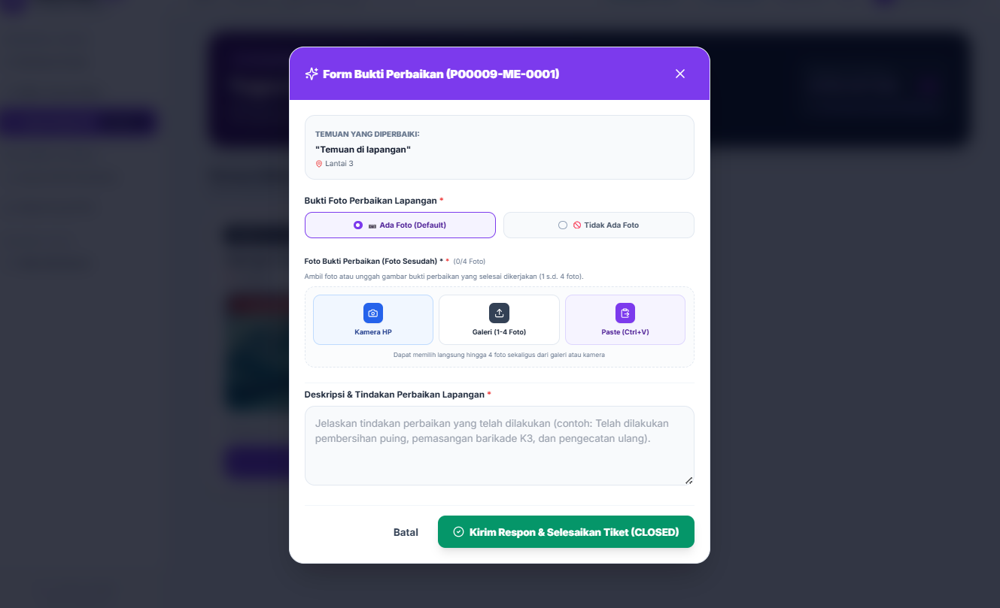 Form Bukti Perbaikan (P00009-ME-0001)
TEMUAN YANG DIPERBAIKI:
"Temuan di lapangan"
Lantai 3
Bukti Foto Perbaikan Lapangan *
Ada Foto (Default)
Tidak Ada Foto
Foto Bukti Perbaikan (Foto Sesudah) * * (0/4 Foto)
Ambil foto atau unggah gambar bukti perbaikan yang selesai dikerjakan (1 s.d. 4 foto).
Kamera HP
Galeri (1-4 Foto)
Paste (Ctrl+V)
Dapat memilih langsung hingga 4 foto sekaligus dari galeri atau kamera
Deskripsi & Tindakan Perbaikan Lapangan *
Jelaskan tindakan perbaikan yang telah dilakukan (contoh: Telah dilakukan
pembersihan puing, pemasangan barikade K3, dan pengecatan ulang).
Batal
Kirim Respon & Selesaikan Tiket (CLOSED)